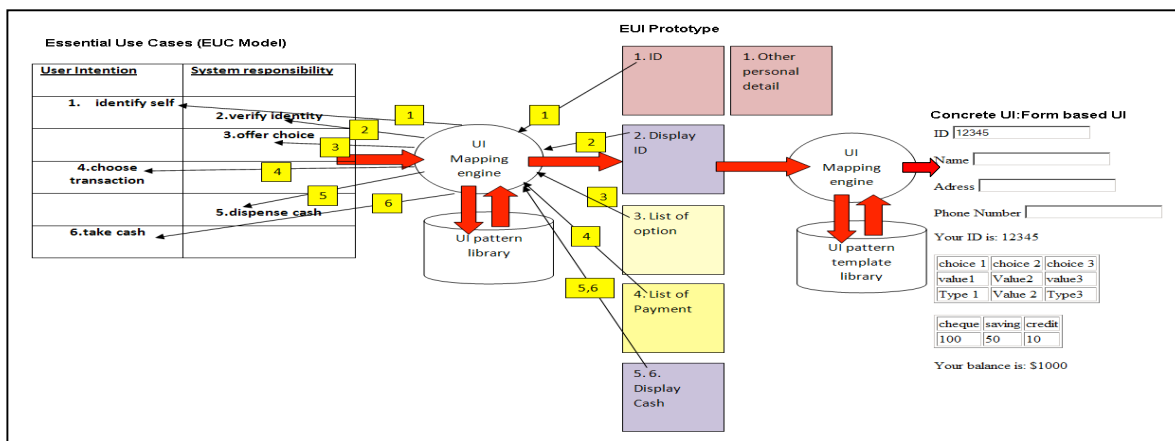 Essential Use Cases (EUC Model)
User Intention
System responsibility
1. identify self
2.verify identity
3.offer choice
4.choose
transaction
5.dispense cash
6.take cash
1
2
3
4
5
6
UI
Mapping
engine
UI pattern
library
1
2
3
4
5,6
EUI Prototype
1. ID
1. Other
personal
detail
2. Display
ID
3. List of
option
4. List of
Payment
5. 6.
Display
Cash
UI
Mapping
engine
UI pattern
template
library
Concrete UI:Form based UI
ID 12345
Name
Adress
Phone Number
Your ID is: 12345
choice 1 choice 2 choice 3
value1 Value2 value3
Type 1 Value 2 Type3
cheque saving credit
100 50 10
Your balance is: $1000